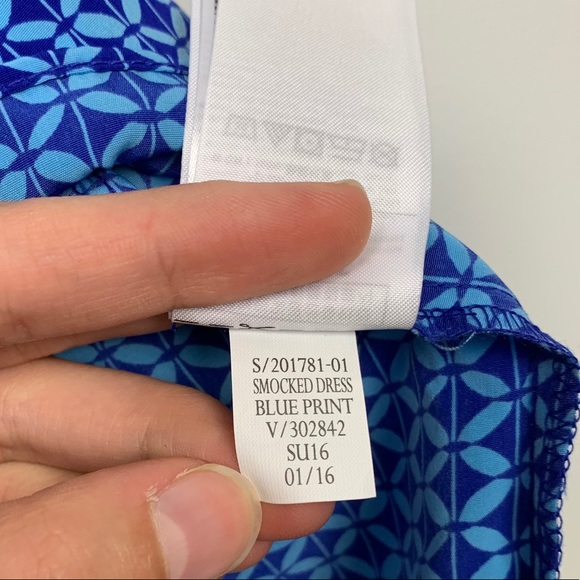 S/201781-01
SMOCKED DRESS
BLUE PRINT
V/302842
SU16
01/16